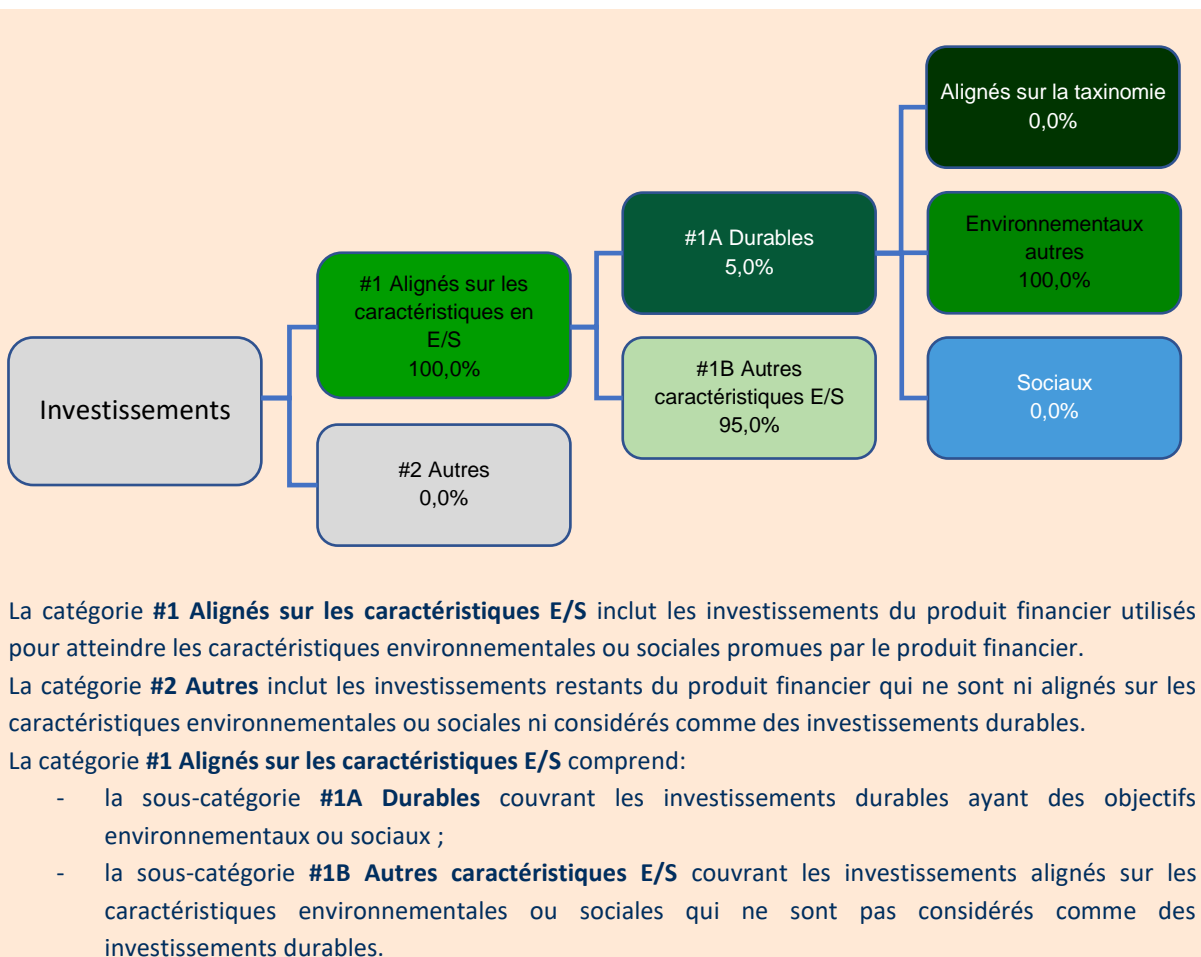 Investissements
#1 Alignés sur les
caractéristiques en
E/S
100,0%
#2 Autres
0,0%
#1A Durables
5,0%
#1B Autres
caractéristiques E/S
95,0%
Alignés sur la taxinomie
0,0%
Environnementaux
autres
100,0%
Sociaux
0,0%
La catégorie #1 Alignés sur les caractéristiques E/S inclut les investissements du produit financier utilisés
pour atteindre les caractéristiques environnementales ou sociales promues par le produit financier.
La catégorie #2 Autres inclut les investissements restants du produit financier qui ne sont ni alignés sur les
caractéristiques environnementales ou sociales ni considérés comme des investissements durables.
La catégorie #1 Alignés sur les caractéristiques E/S comprend:
- la sous-catégorie #1A Durables couvrant les investissements durables ayant des objectifs
environnementaux ou sociaux ;
- la sous-catégorie #1B Autres caractéristiques E/S couvrant les investissements alignés sur les
caractéristiques environnementales ou sociales qui ne sont pas considérés comme des
investissements durables.